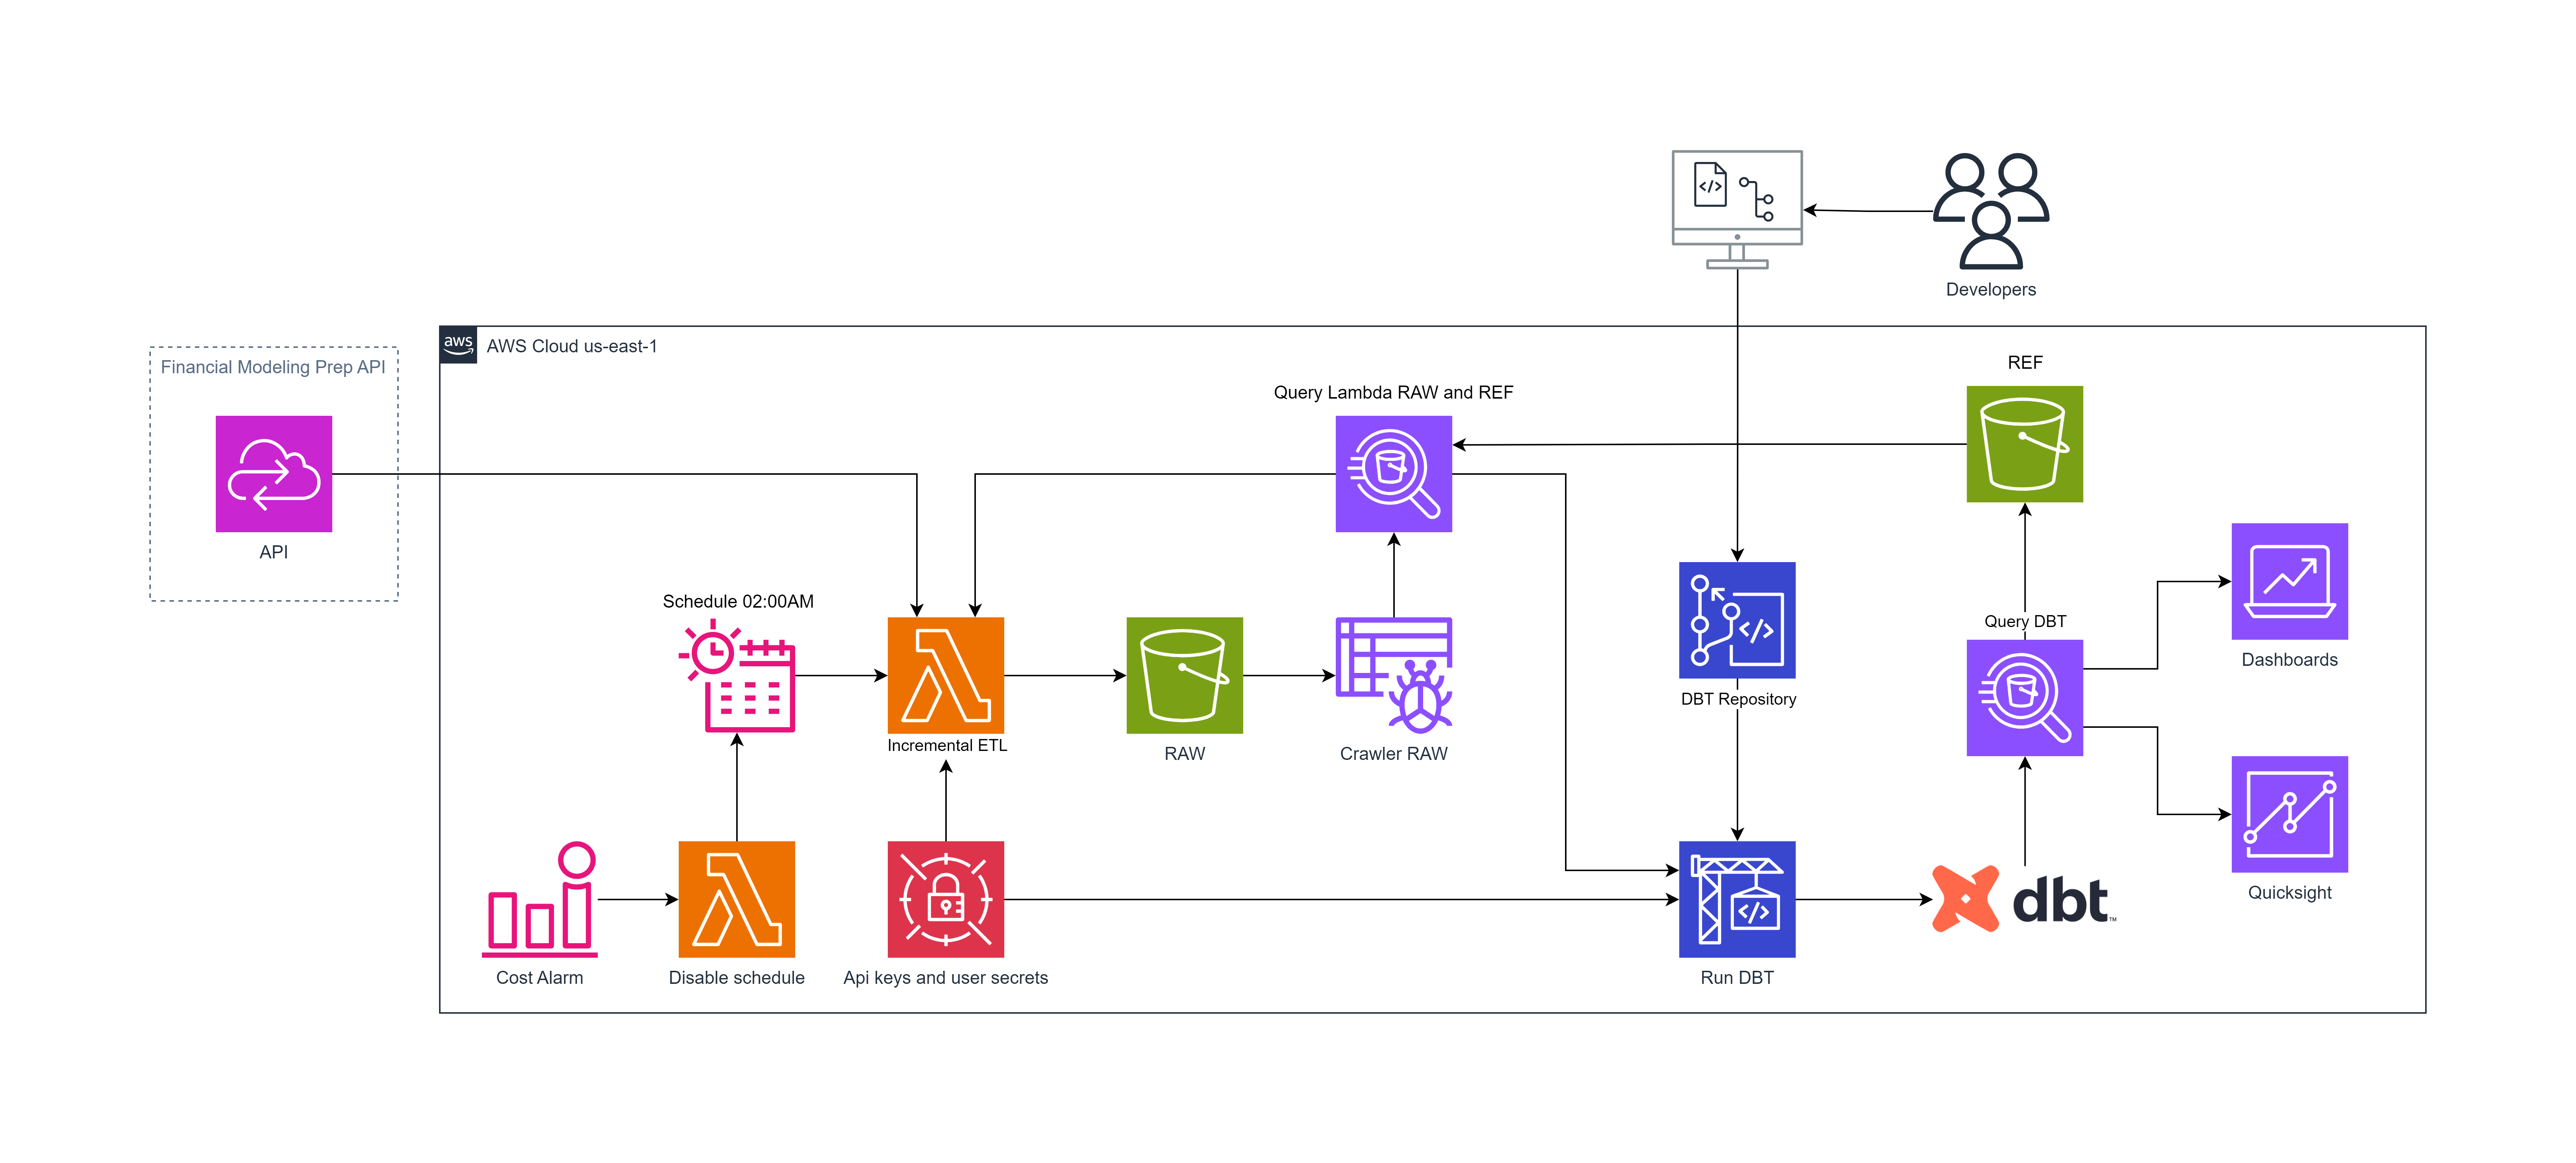 Developers
aws
AWS Cloud us-east-1
Financial Modeling Prep API
API
Query Lambda RAW and REF
REF
Schedule 02:00AM
Incremental ETL
RAW
Crawler RAW
</>
</>
DBT Repository
Query DBT
Dashboards
Cost Alarm
Disable schedule
Api keys and user secrets
</>
Run DBT
dbt™
Quicksight